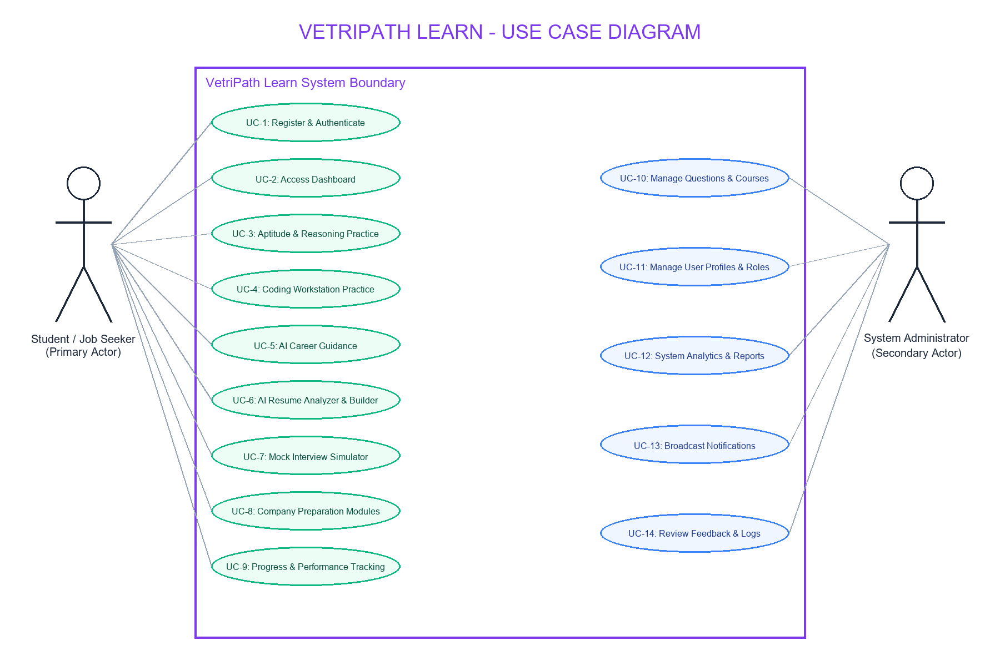 VETRIPATH LEARN - USE CASE DIAGRAM
VetriPath Learn System Boundary
UC-1: Register & Authenticate
UC-2: Access Dashboard
UC-3: Aptitude & Reasoning Practice
UC-4: Coding Workstation Practice
UC-5: AI Career Guidance
UC-6: AI Resume Analyzer & Builder
UC-7: Mock Interview Simulator
UC-8: Company Preparation Modules
UC-9: Progress & Performance Tracking
UC-10: Manage Questions & Courses
UC-11: Manage User Profiles & Roles
UC-12: System Analytics & Reports
UC-13: Broadcast Notifications
UC-14: Review Feedback & Logs
Student / Job Seeker
(Primary Actor)
System Administrator
(Secondary Actor)